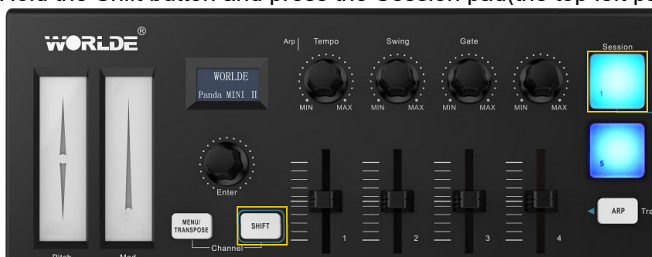 Hold the Shift button and press the Session pad(the top left pa
WORLDE®
Arp Tempo Swing Gate
Session
WORLDE
Panda MINI II
MIN MAX MIN MAX MIN MAX MIN MAX
1
5
Enter
MENU/
TRANSPOSE
SHIFT
Channel
1 2 3 4
ARP Tra
Pitch Mod